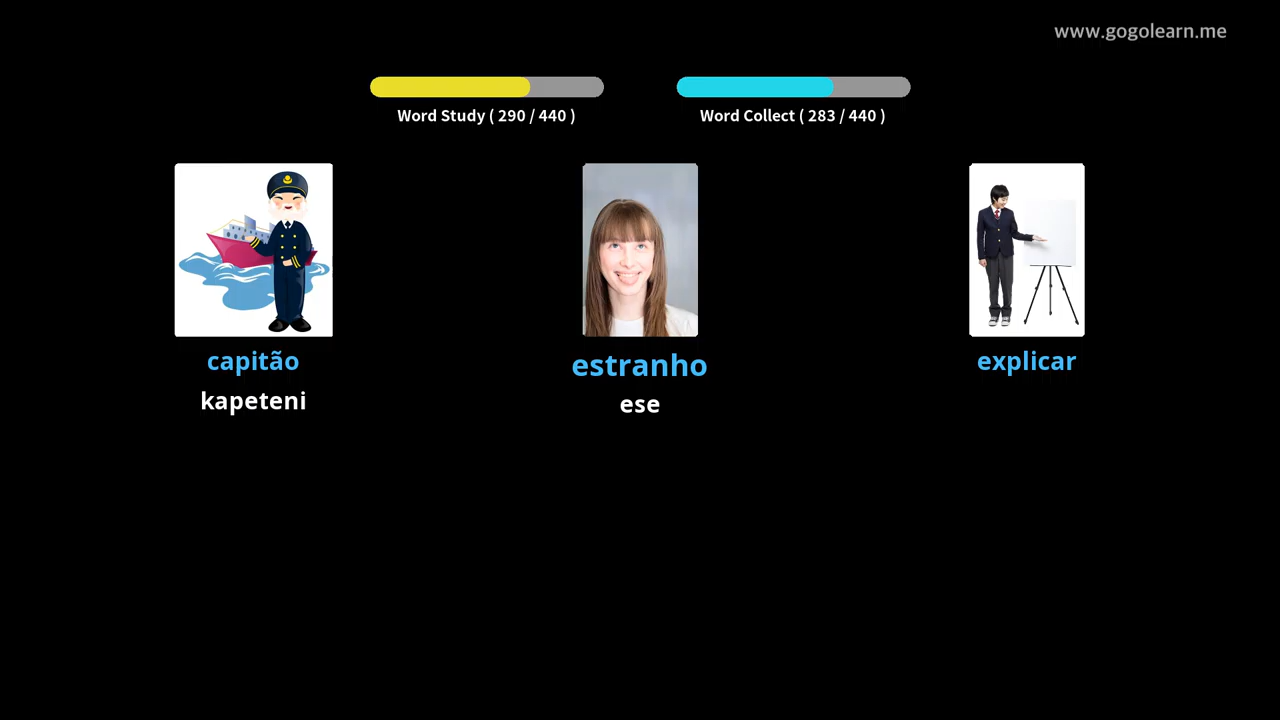 www.gogolearn.me
Word Study ( 290 / 440 )
Word Collect ( 283 / 440 )
capitão
estranho
explicar
kapeteni
ese